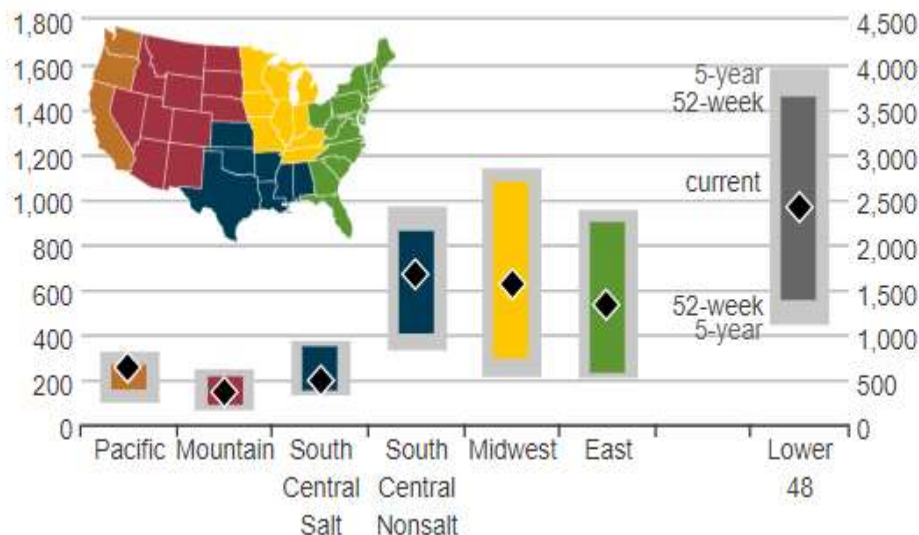 1,800
1,600
1,400
1,200
1,000
800
600
400
200
0
4,500
4,000
3,500
3,000
2,500
2,000
1,500
1,000
500
0
5-year
52-week
current
52-week
5-year
Pacific
Mountain
South
Central
Salt
South
Central
Nonsalt
Midwest
East
Lower
48